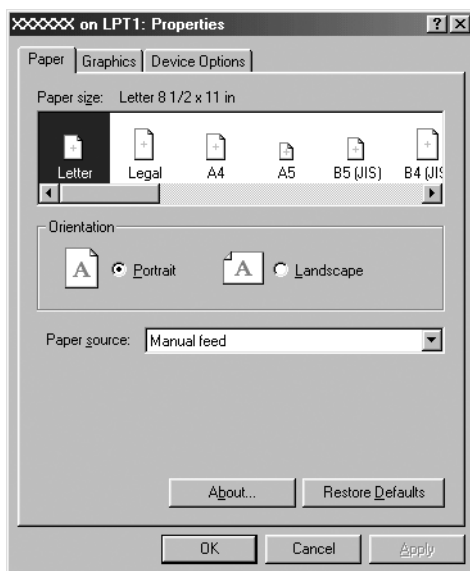 XXXXXX on LPT1: Properties
Paper Graphics Device Options
Paper size: Letter 8 1/2 x 11 in
Letter Legal A4 A5 B5 (JIS) B4 (JIS
Orientation
A Portrait A Landscape
Paper source: Manual feed
About... Restore Defaults
OK Cancel Apply